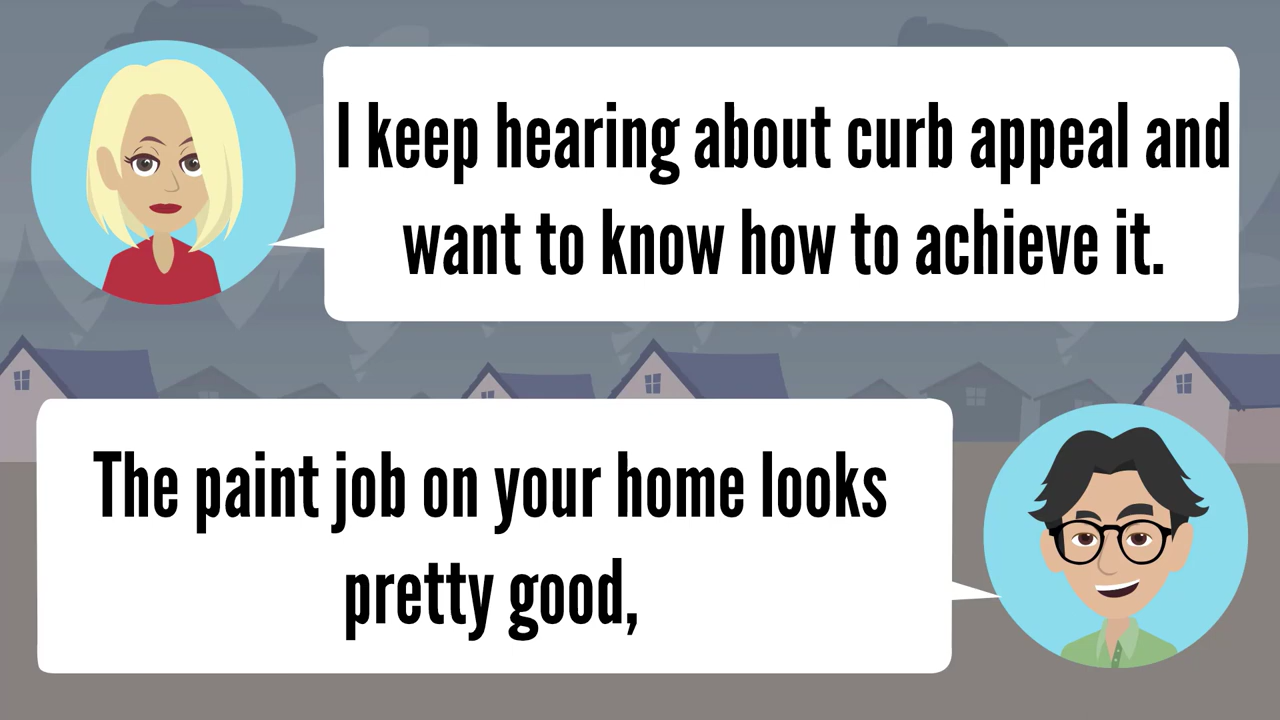 I keep hearing about curb appeal and
want to know how to achieve it.
The paint job on your home looks
pretty good,